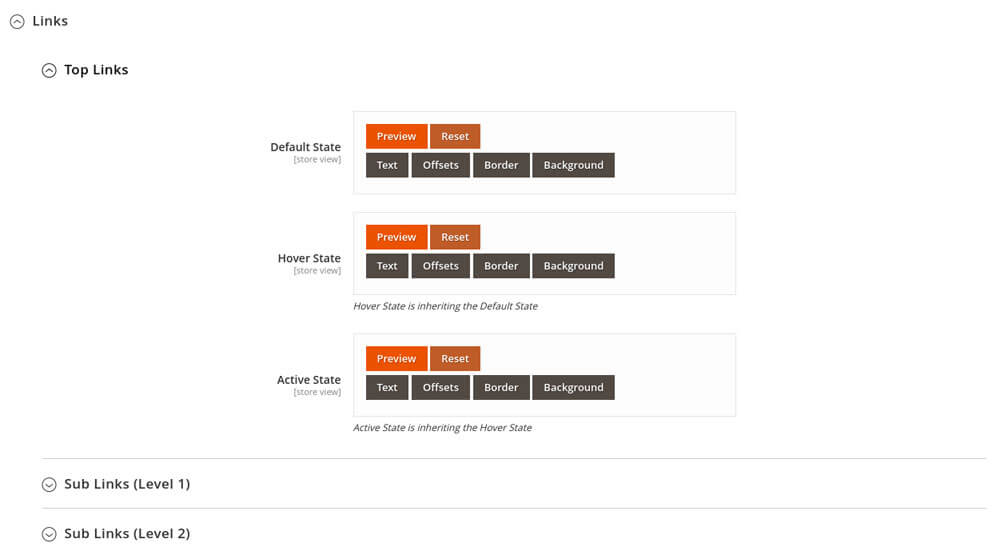 Links
Top Links
Preview Reset
Default State
[store view]
Text Offsets Border Background
Preview Reset
Hover State
[store view]
Text Offsets Border Background
Hover State is inheriting the Default State
Preview Reset
Active State
[store view]
Text Offsets Border Background
Active State is inheriting the Hover State
Sub Links (Level 1)
Sub Links (Level 2)